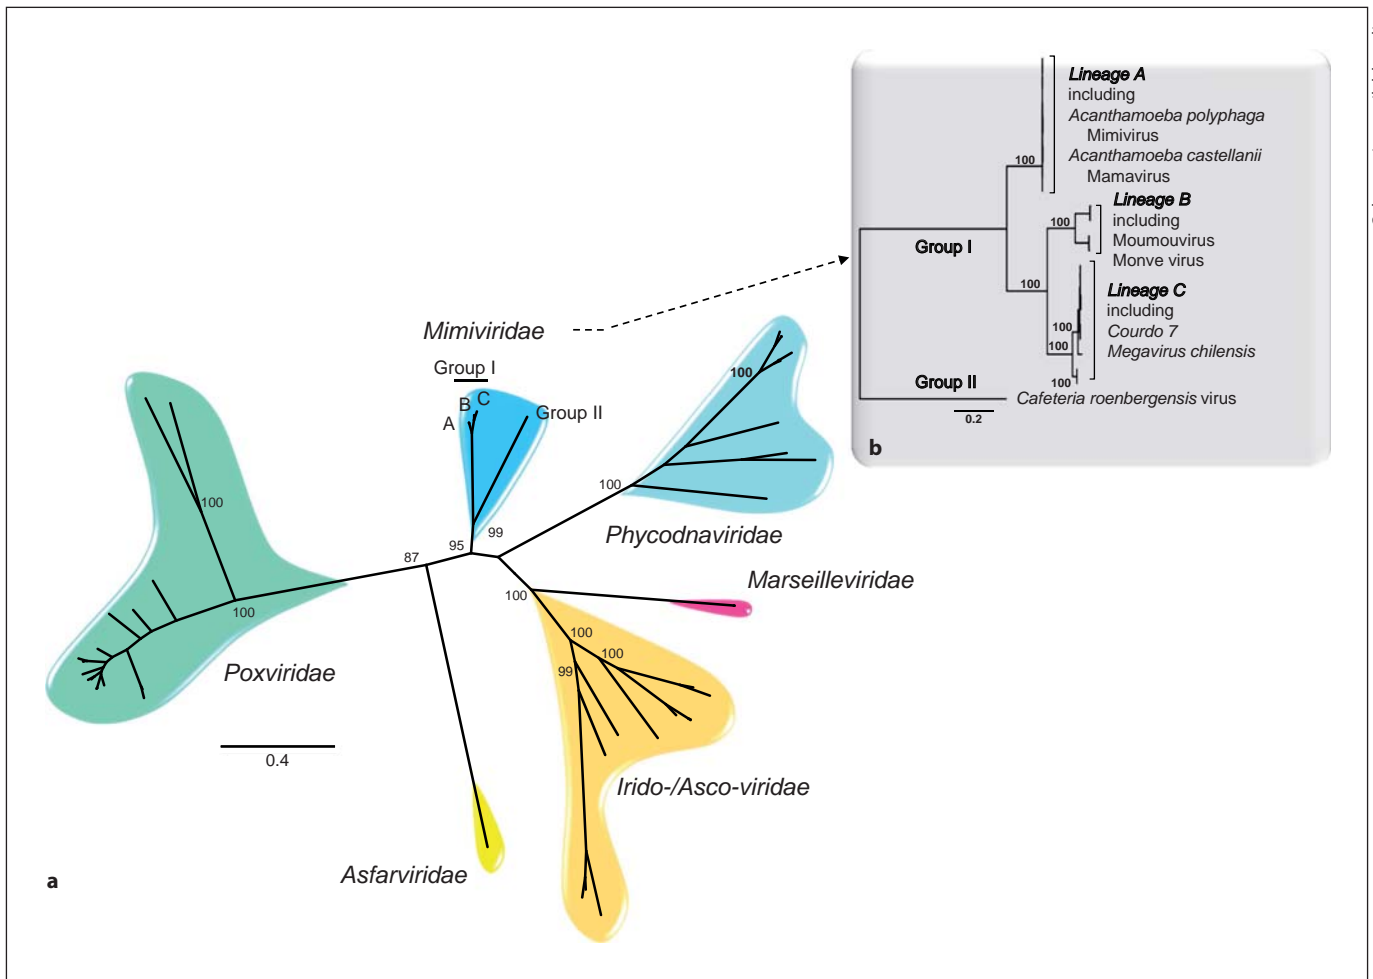 Lineage A
including
Acanthamoeba polyphaga
Mimivirus
Acanthamoeba castellanii
Mamavirus
100
Lineage B
including
Moumouvirus
Monve virus
100
Group I
100
Lineage C
including
Courdo 7
Megavirus chilensis
100
100
100
Group II
Cafeteria roenbergensis virus
0.2
b
Mimiviridae
Group I
A
B
C
Group II
100
100
Phycodnaviridae
99
95
87
100
100
Poxviridae
0.4
Marseilleviridae
100
100
100
99
Irido-/Asco-viridae
Asfarviridae
a